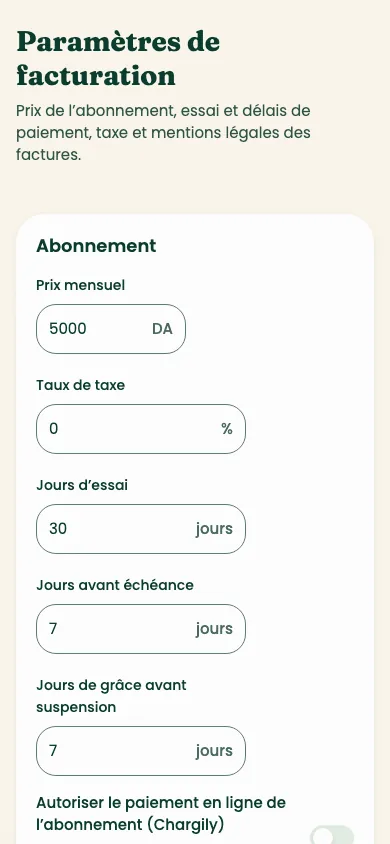 Paramètres de
facturation
Prix de l’abonnement, essai et délais de
paiement, taxe et mentions légales des
factures.
Abonnement
Prix mensuel
5000 DA
Taux de taxe
0 %
Jours d’essai
30 jours
Jours avant échéance
7 jours
Jours de grâce avant
suspension
7 jours
Autoriser le paiement en ligne de
l’abonnement (Chargily)